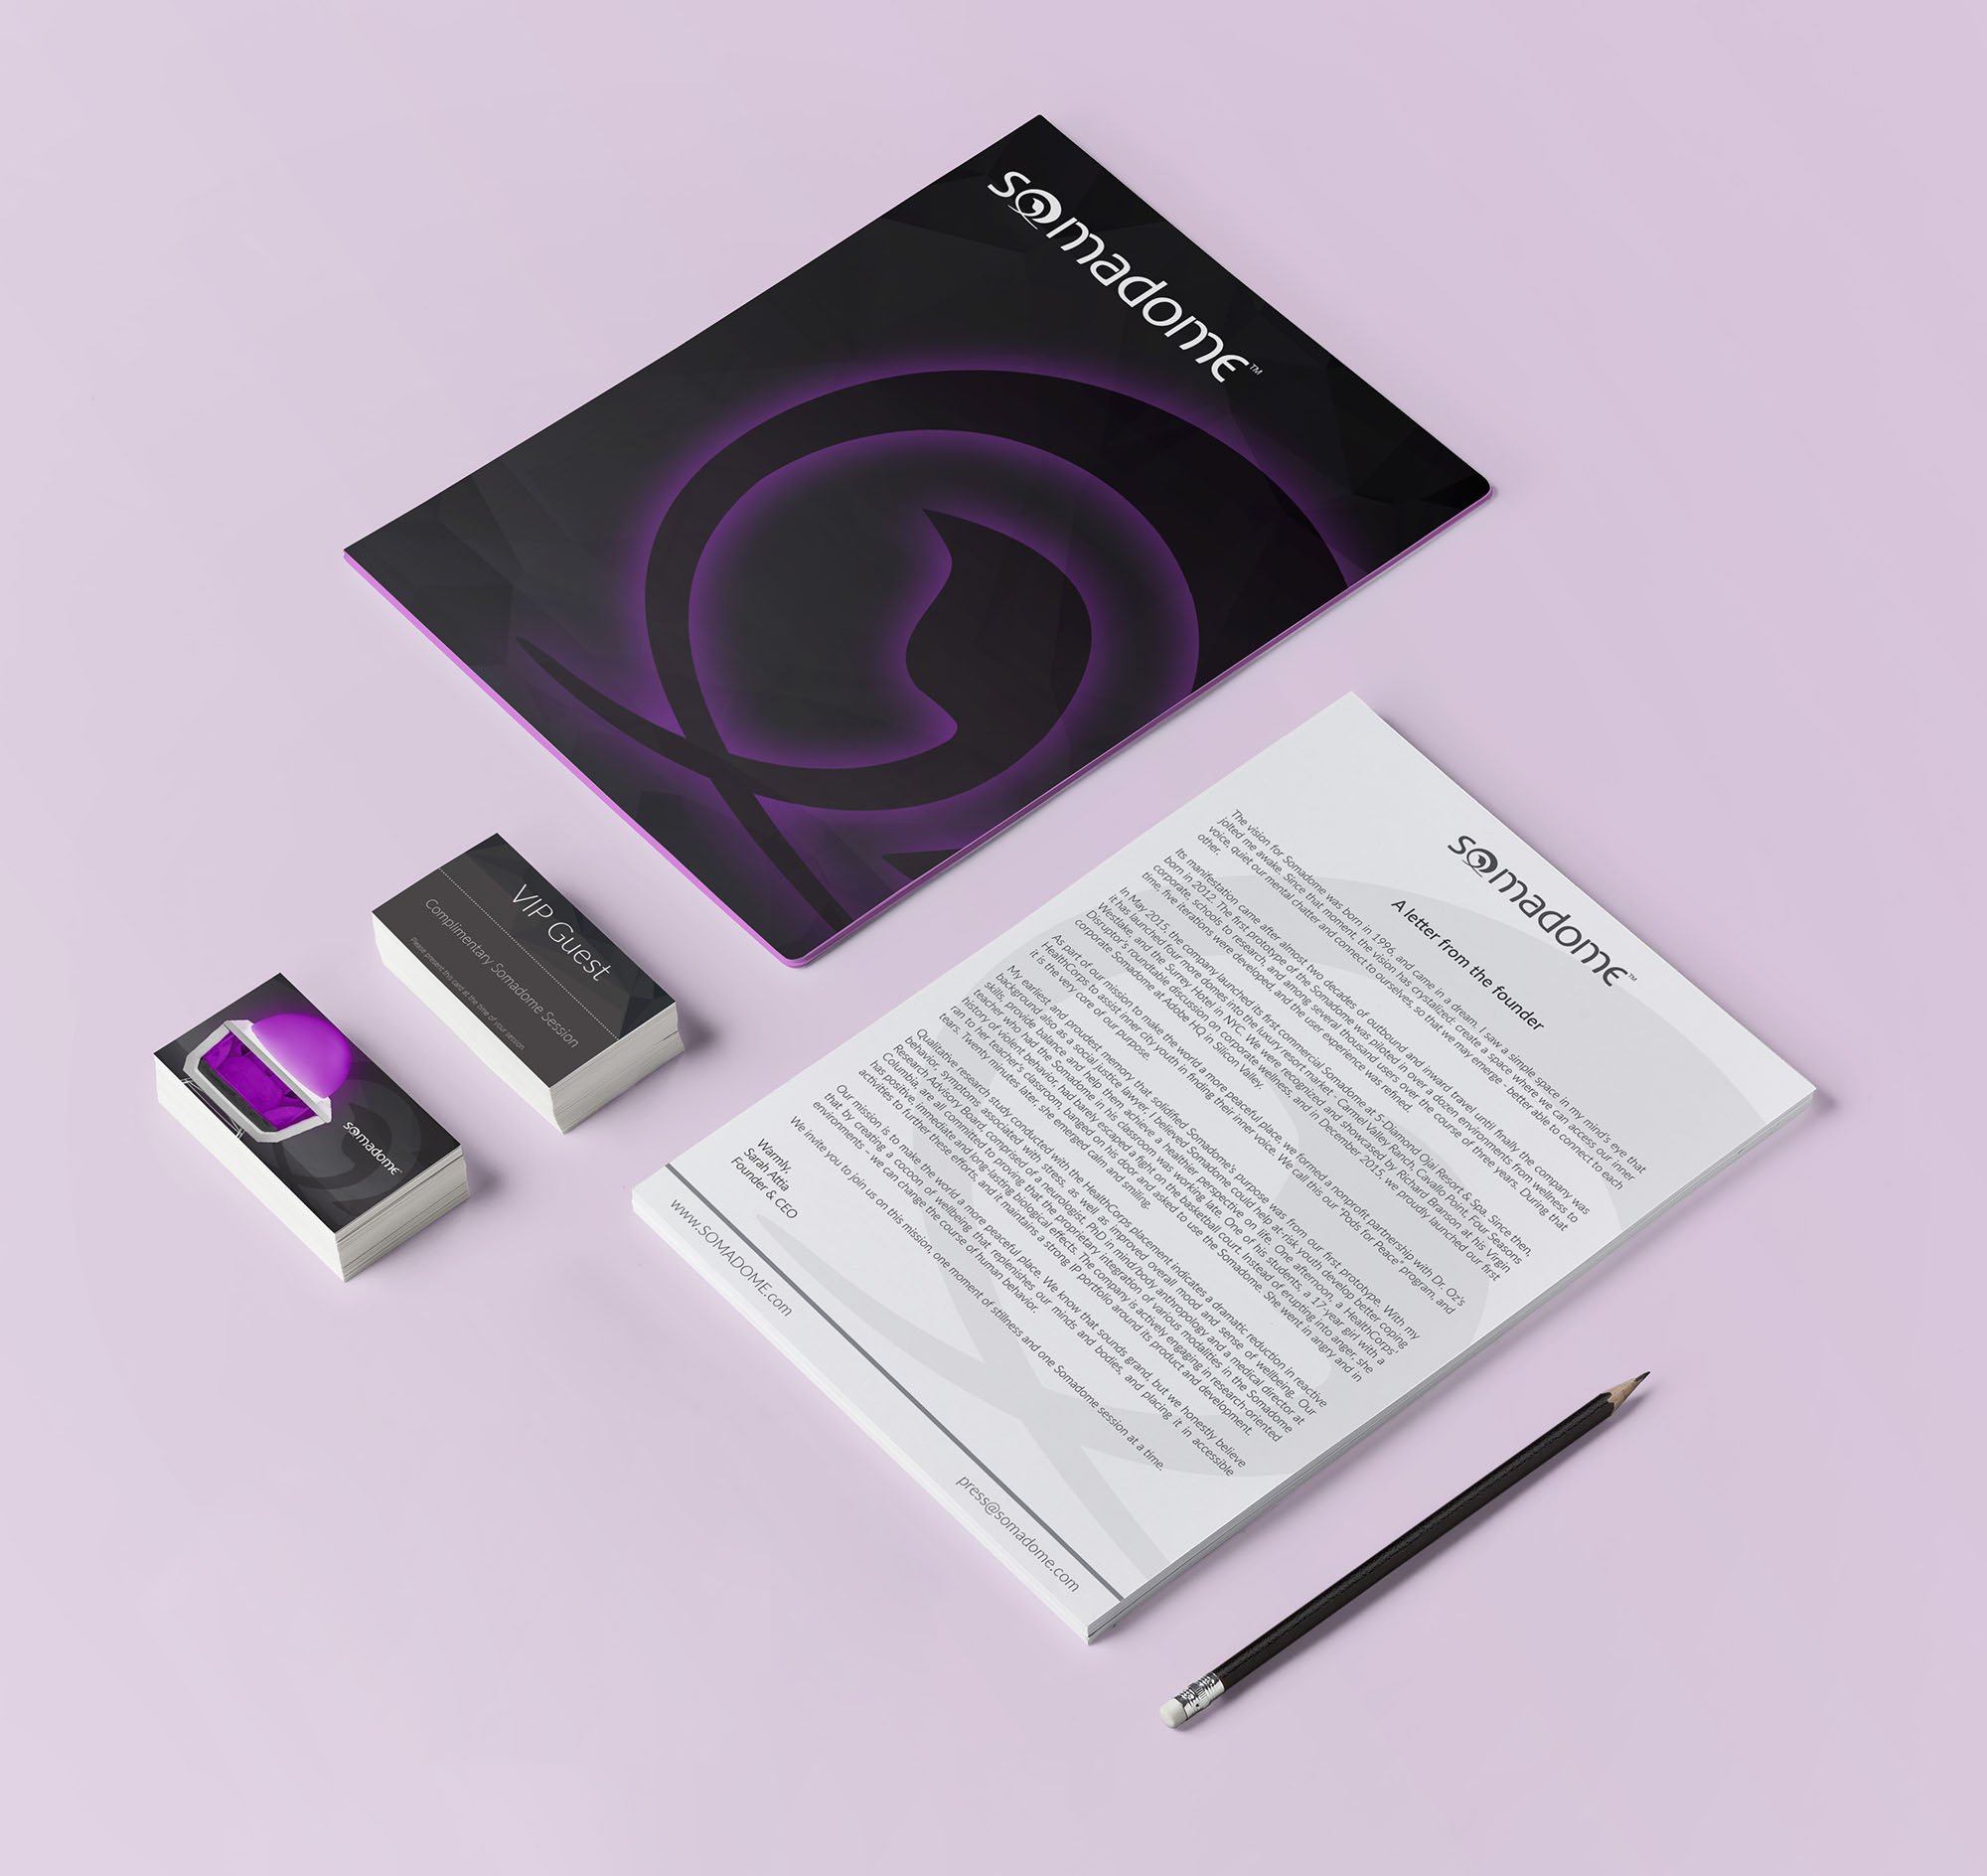 somadome™
VIP Guest
Complimentary Somadome Session
Please present this card at the time of your session
somadome
somadome™
A letter from the founder
The vision for Somadome was born in 1996, and came in a dream. I saw a simple space in my mind's eye that
jolted me awake. Since that moment, the vision has crystalized: create a space where we can access our inner
voice, quiet our mental chatter and connect to ourselves, so that we may emerge - better able to connect to each
other.
Its manifestation came after almost two decades of outbound and inward travel until finally the company was
born in 2012. The first prototype of the Somadome was piloted in over a dozen environments from wellness to
corporate, schools to research, and among several thousand users over the course of three years. During that
time, five iterations were developed, and the user experience was refined.
In May 2015, the company launched its first commercial Somadome at 5-Diamond Ojai Resort & Spa. Since then,
it has launched four more domes into the luxury resort market - Carmel Valley Ranch, Cavallo Point, Four Seasons
Westlake, and the Surrey Hotel in NYC. We were recognized and showcased by Richard Branson at his Virgin
Disruptor's roundtable discussion on corporate wellness, and in December 2015, we proudly launched our first
corporate Somadome at Adobe HQ in Silicon Valley.
As part of our mission to make the world a more peaceful place, we formed a nonprofit partnership with Dr. Oz's
HealthCorps to assist inner city youth in finding their inner voice. We call this our "Pods for Peace" program, and
it is the very core of our purpose.
My earliest and proudest memory that solidifed Somadome's purpose was from our first prototype. With my
background also as a social justice lawyer, I believed Somadome could help at-risk youth develop better coping
skills, provide balance and help them achieve a healthier perspective on life. One afternoon, a HealthCorps'
teacher who had the Somadome in his classroom was working late. One of his students, a 17-year girl with a
history of violent behavior, had barely escaped a fight on the basketball court. Instead of erupting into anger, she
ran to her teacher's classroom, banged on his door, and asked to use the Somadome. She went in angry and in
tears. Twenty minutes later, she emerged calm and smiling.
Qualitative research study conducted with the HealthCorps placement indicates a dramatic reduction in reactive
behavior, symptoms associated with stress, as well as improved overall mood and sense of wellbeing. Our
Research Advisory Board, comprised of a neurologist, PhD in mind/body anthropology and a medical director at
Columbia, are all committed to proving that the proprietary integration of various modalities in the Somadome
has positive, immediate and long-lasting biological effects. The company is actively engaging in research-oriented
activities to further these efforts, and it maintains a strong IP portfolio around its product and development.
Our mission is to make the world a more peaceful place. We know that sounds grand, but we honestly believe
that by creating a cocoon of wellbeing that replenishes our minds and bodies, and placing it in accessible
environments – we can change the course of human behavior.
We invite you to join us on this mission, one moment of stillness and one Somadome session at a time.
Warmly,
Sarah Attia
Founder & CEO
www.SOMADOME.com
press@somadome.com